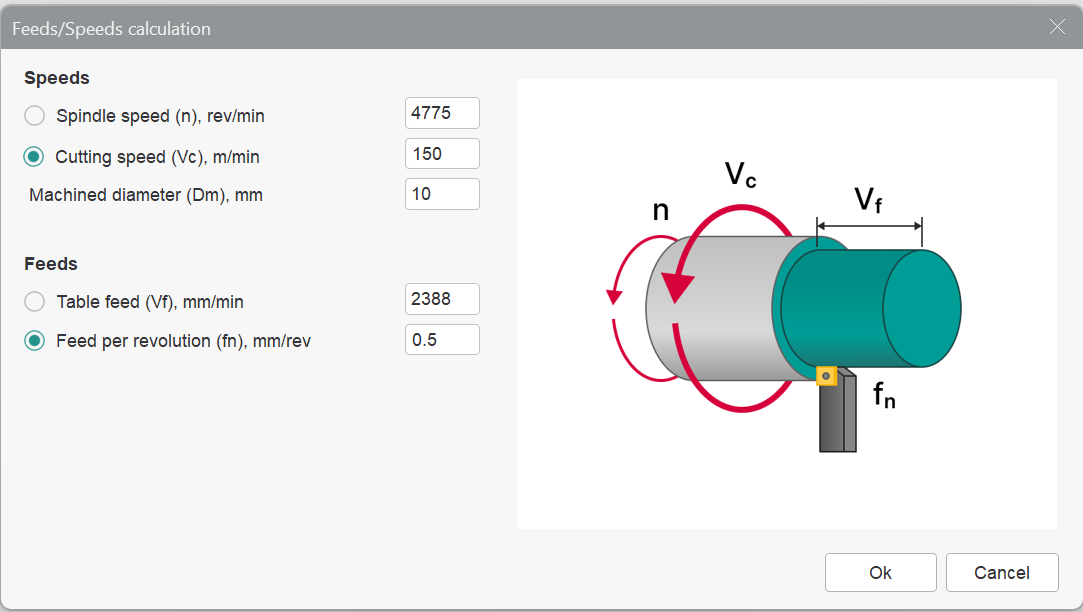 Feeds/Speeds calculation
Speeds
Spindle speed (n), rev/min 4775
Cutting speed (Vc), m/min 150
Machined diameter (Dm), mm 10
Feeds
Table feed (Vf), mm/min 2388
Feed per revolution (fn), mm/rev 0.5
Vc
n
Vf
fn
Ok Cancel